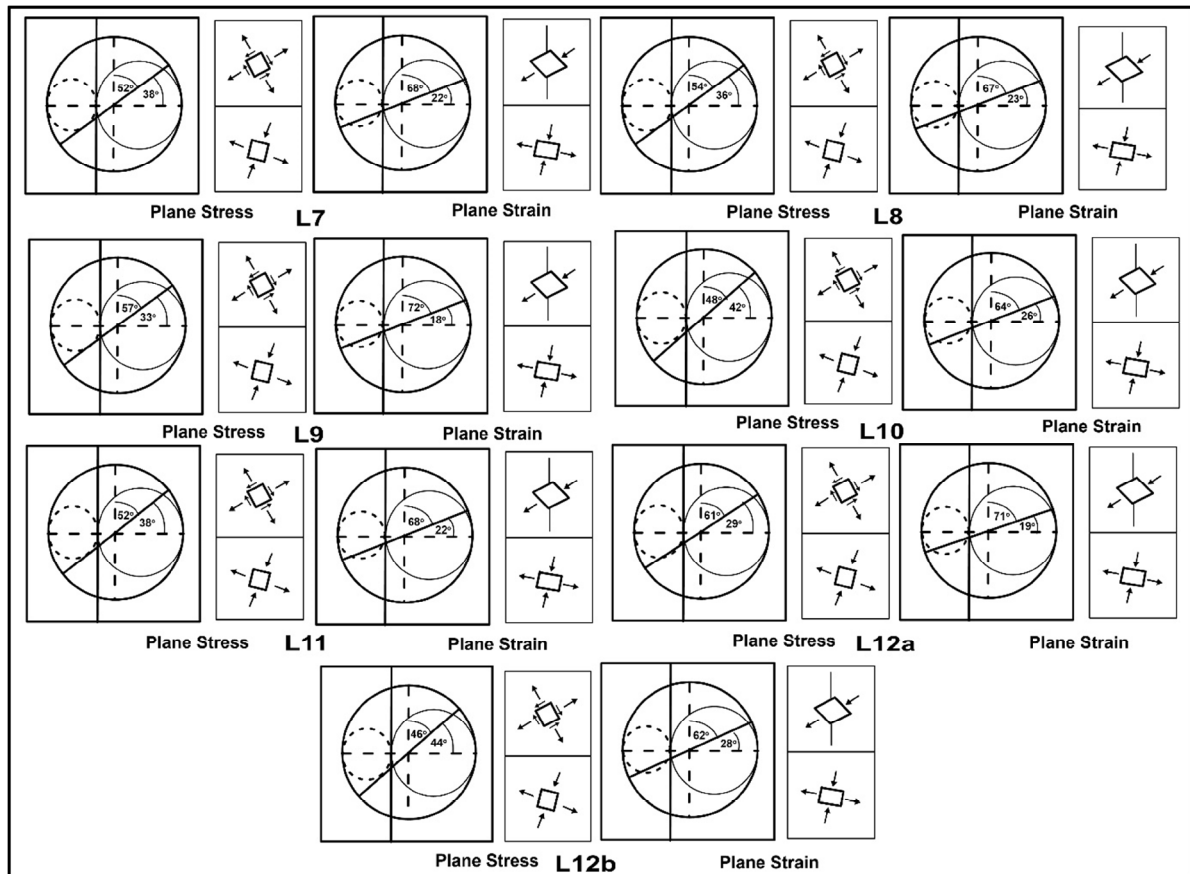 52° 38° 68° 22° 54° 36° 67° 23°
Plane Stress L7 Plane Strain Plane Stress L8 Plane Strain
57° 33° 72° 18° 48° 42° 64° 26°
Plane Stress L9 Plane Strain Plane Stress L10 Plane Strain
52° 38° 68° 22° 61° 29° 71° 19°
Plane Stress L11 Plane Strain Plane Stress L12a Plane Strain
46° 44° 62° 28°
Plane Stress L12b Plane Strain